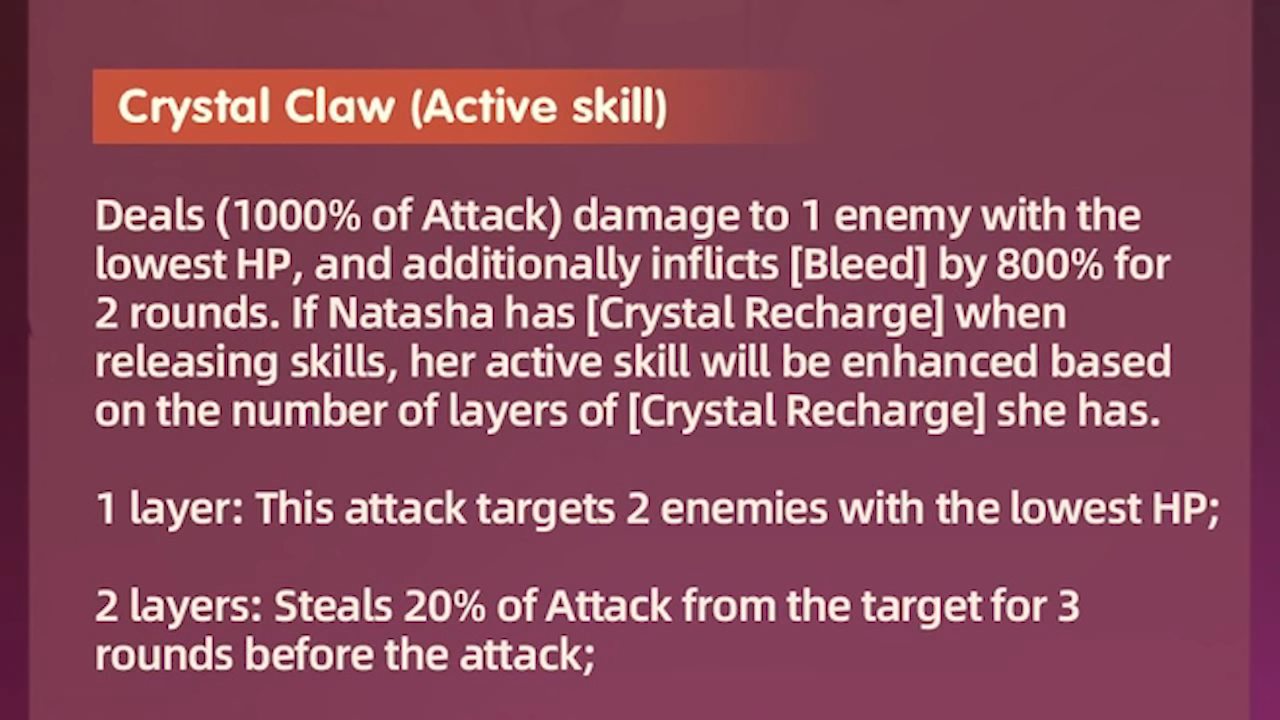 Crystal Claw (Active skill)
Deals (1000% of Attack) damage to 1 enemy with the
lowest HP, and additionally inflicts [Bleed] by 800% for
2 rounds. If Natasha has [Crystal Recharge] when
releasing skills, her active skill will be enhanced based
on the number of layers of [Crystal Recharge] she has.
1 layer: This attack targets 2 enemies with the lowest HP;
2 layers: Steals 20% of Attack from the target for 3
rounds before the attack;